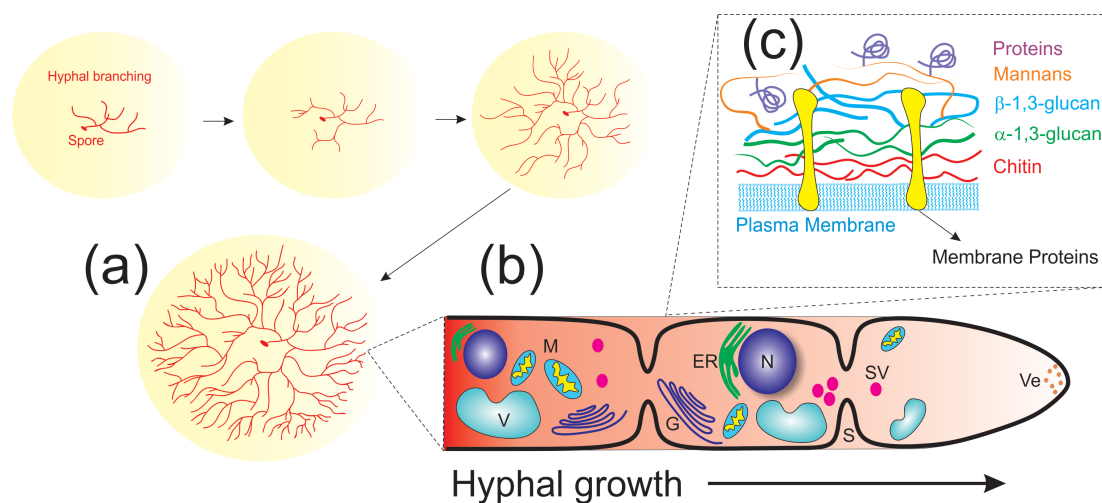 Hyphal branching
Spore
(a)
(b)
(c)
Proteins
Mannans
β-1,3-glucan
α-1,3-glucan
Chitin
Plasma Membrane
Membrane Proteins
M
V
G
ER
N
SV
S
Ve
Hyphal growth